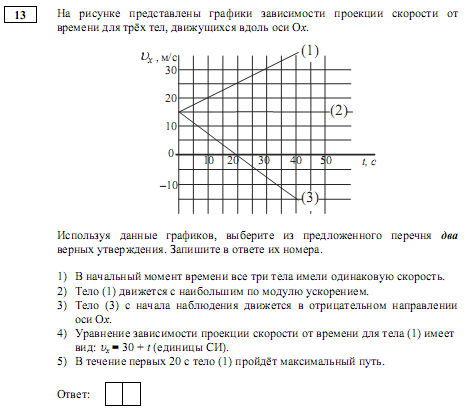 13
На рисунке представлены графики зависимости проекции скорости от
времени для трёх тел, движущихся вдоль оси Ox.
υx , м/с
(1)
30
20
(2)
10
0
10 20 30 40 50 t, с
−10
(3)
Используя данные графиков, выберите из предложенного перечня два
верных утверждения. Запишите в ответе их номера.
1) В начальный момент времени все три тела имели одинаковую скорость.
2) Тело (1) движется с наибольшим по модулю ускорением.
3) Тело (3) с начала наблюдения движется в отрицательном направлении
оси Ox.
4) Уравнение зависимости проекции скорости от времени для тела (1) имеет
вид: υx = 30 + t (единицы СИ).
5) В течение первых 20 с тело (1) пройдёт максимальный путь.
Ответ: